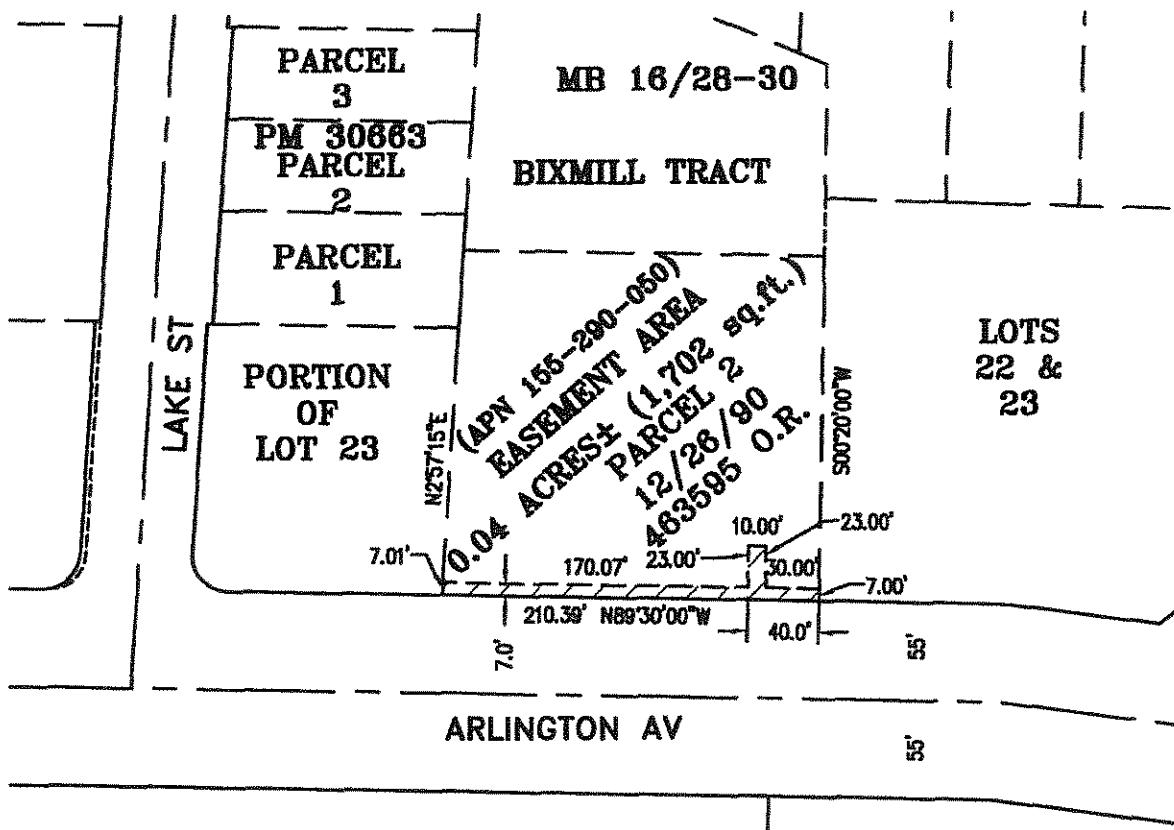 PARCEL
3
PM 30663
PARCEL
2
PARCEL
1
MB 16/28-30
BIXMILL TRACT
LAKE ST
PORTION
OF
LOT 23
N2°57'15"E
(APN 155-290-050)
EASEMENT AREA
0.04 ACRES± (1,702 sq.ft.)
PARCEL 2
12/26/90
463595 O.R.
S00°20'00"W
LOTS
22 &
23
10.00'
23.00'
7.01'
170.07'
23.00'
30.00'
7.00'
210.39' N89°30'00"W
40.0'
7.0'
55'
ARLINGTON AV
55'